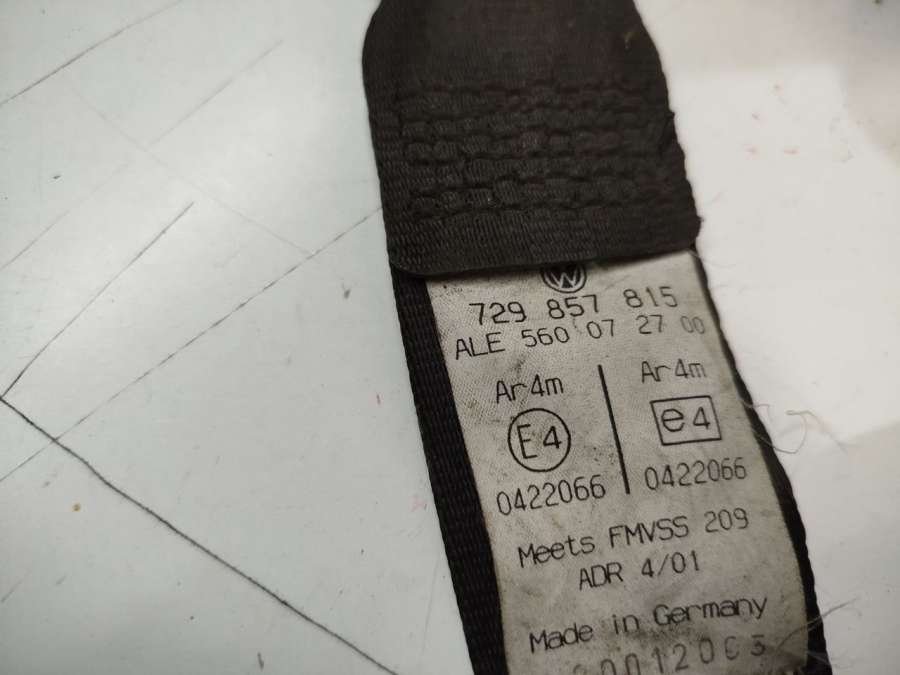 729 857 815
ALE 560 07 27 00
Ar4m
E4
0422066
Ar4m
e4
0422066
Meets FMVSS 209
ADR 4/01
Made in Germany